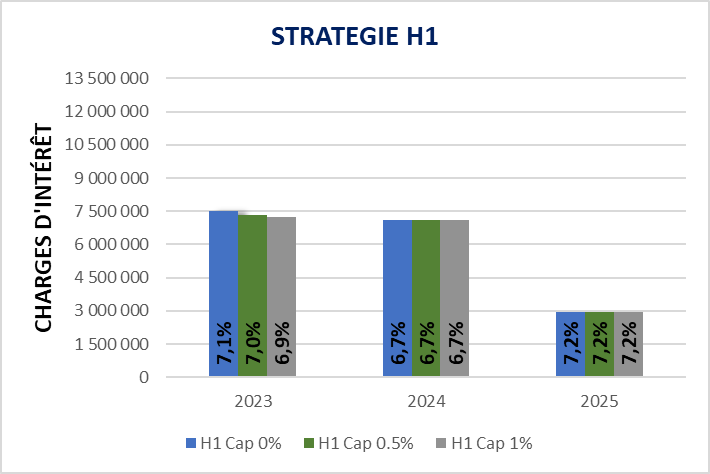 STRATEGIE H1
CHARGES D'INTÉRÊT
13 500 000
12 000 000
10 500 000
9 000 000
7 500 000
6 000 000
4 500 000
3 000 000
1 500 000
0
7,1%
7,0%
6,9%
6,7%
6,7%
6,7%
7,2%
7,2%
7,2%
2023
2024
2025
H1 Cap 0%
H1 Cap 0.5%
H1 Cap 1%